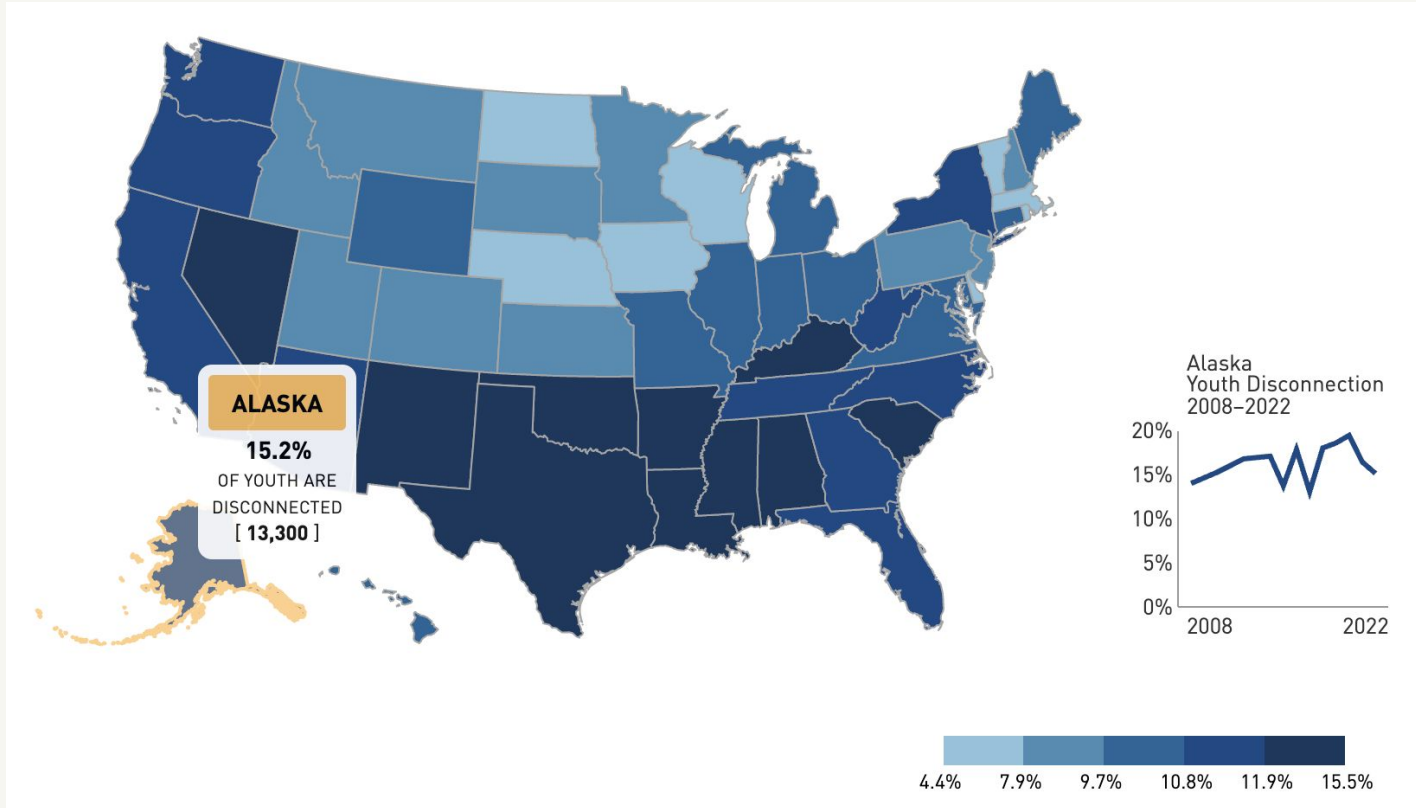 ALASKA
15.2%
OF YOUTH ARE
DISCONNECTED
[ 13,300 ]
Alaska
Youth Disconnection
2008–2022
20%
15%
10%
5%
0%
2008 2022
4.4% 7.9% 9.7% 10.8% 11.9% 15.5%